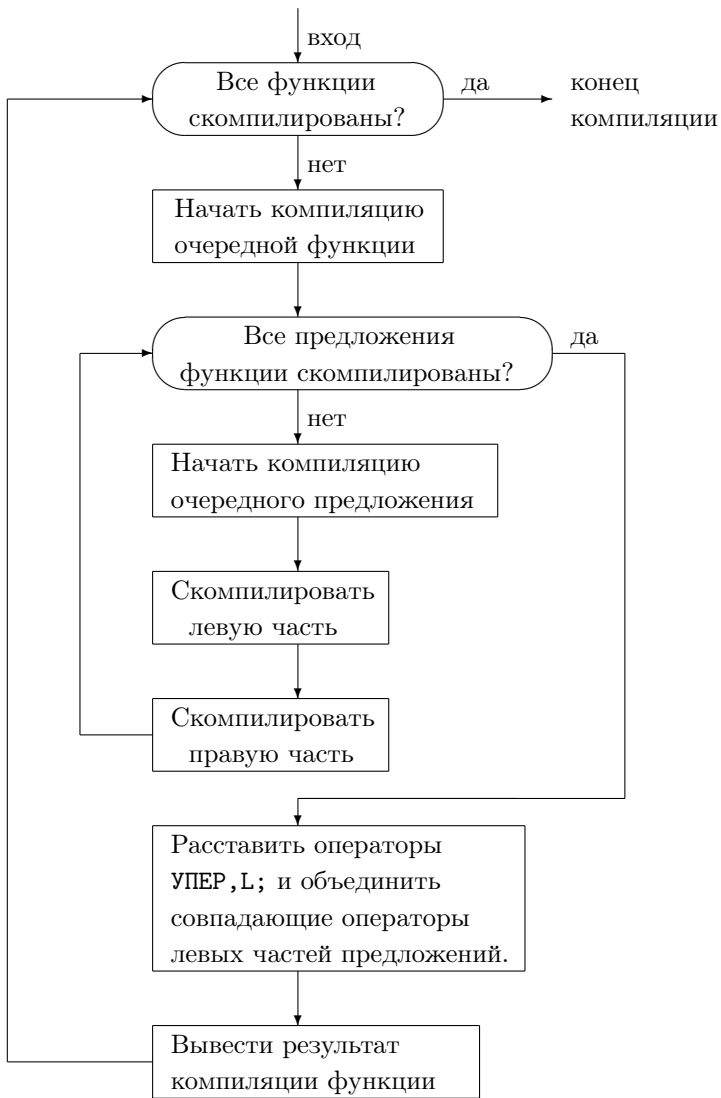 вход
Все функции
скомпилированы?
да
конец
компиляции
нет
Начать компиляцию
очередной функции
Все предложения
функции скомпилированы?
да
нет
Начать компиляцию
очередного предложения
Скомпилировать
левую часть
Скомпилировать
правую часть
Расставить операторы
УПЕР,L; и объединить
совпадающие операторы
левых частей предложений.
Вывести результат
компиляции функции